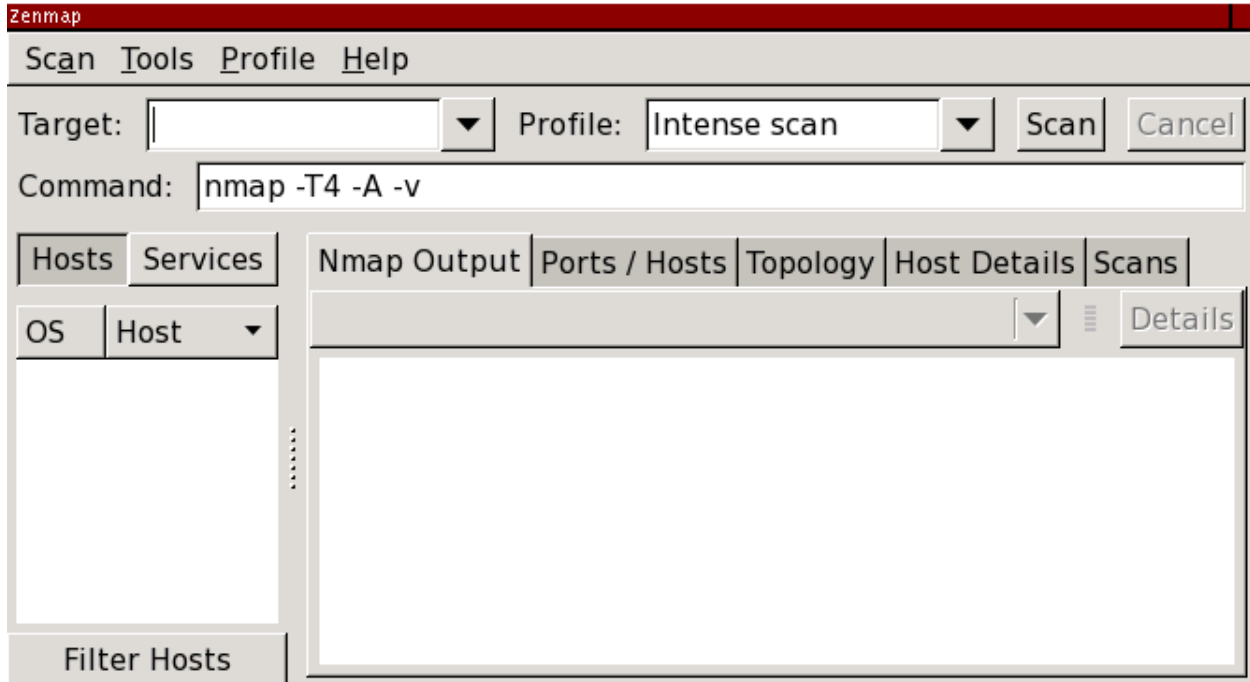 Zenmap
Scan Tools Profile Help
Target: Profile: Intense scan Scan Cancel
Command: nmap -T4 -A -v
Hosts Services Nmap Output Ports / Hosts Topology Host Details Scans
Details
OS Host
Filter Hosts